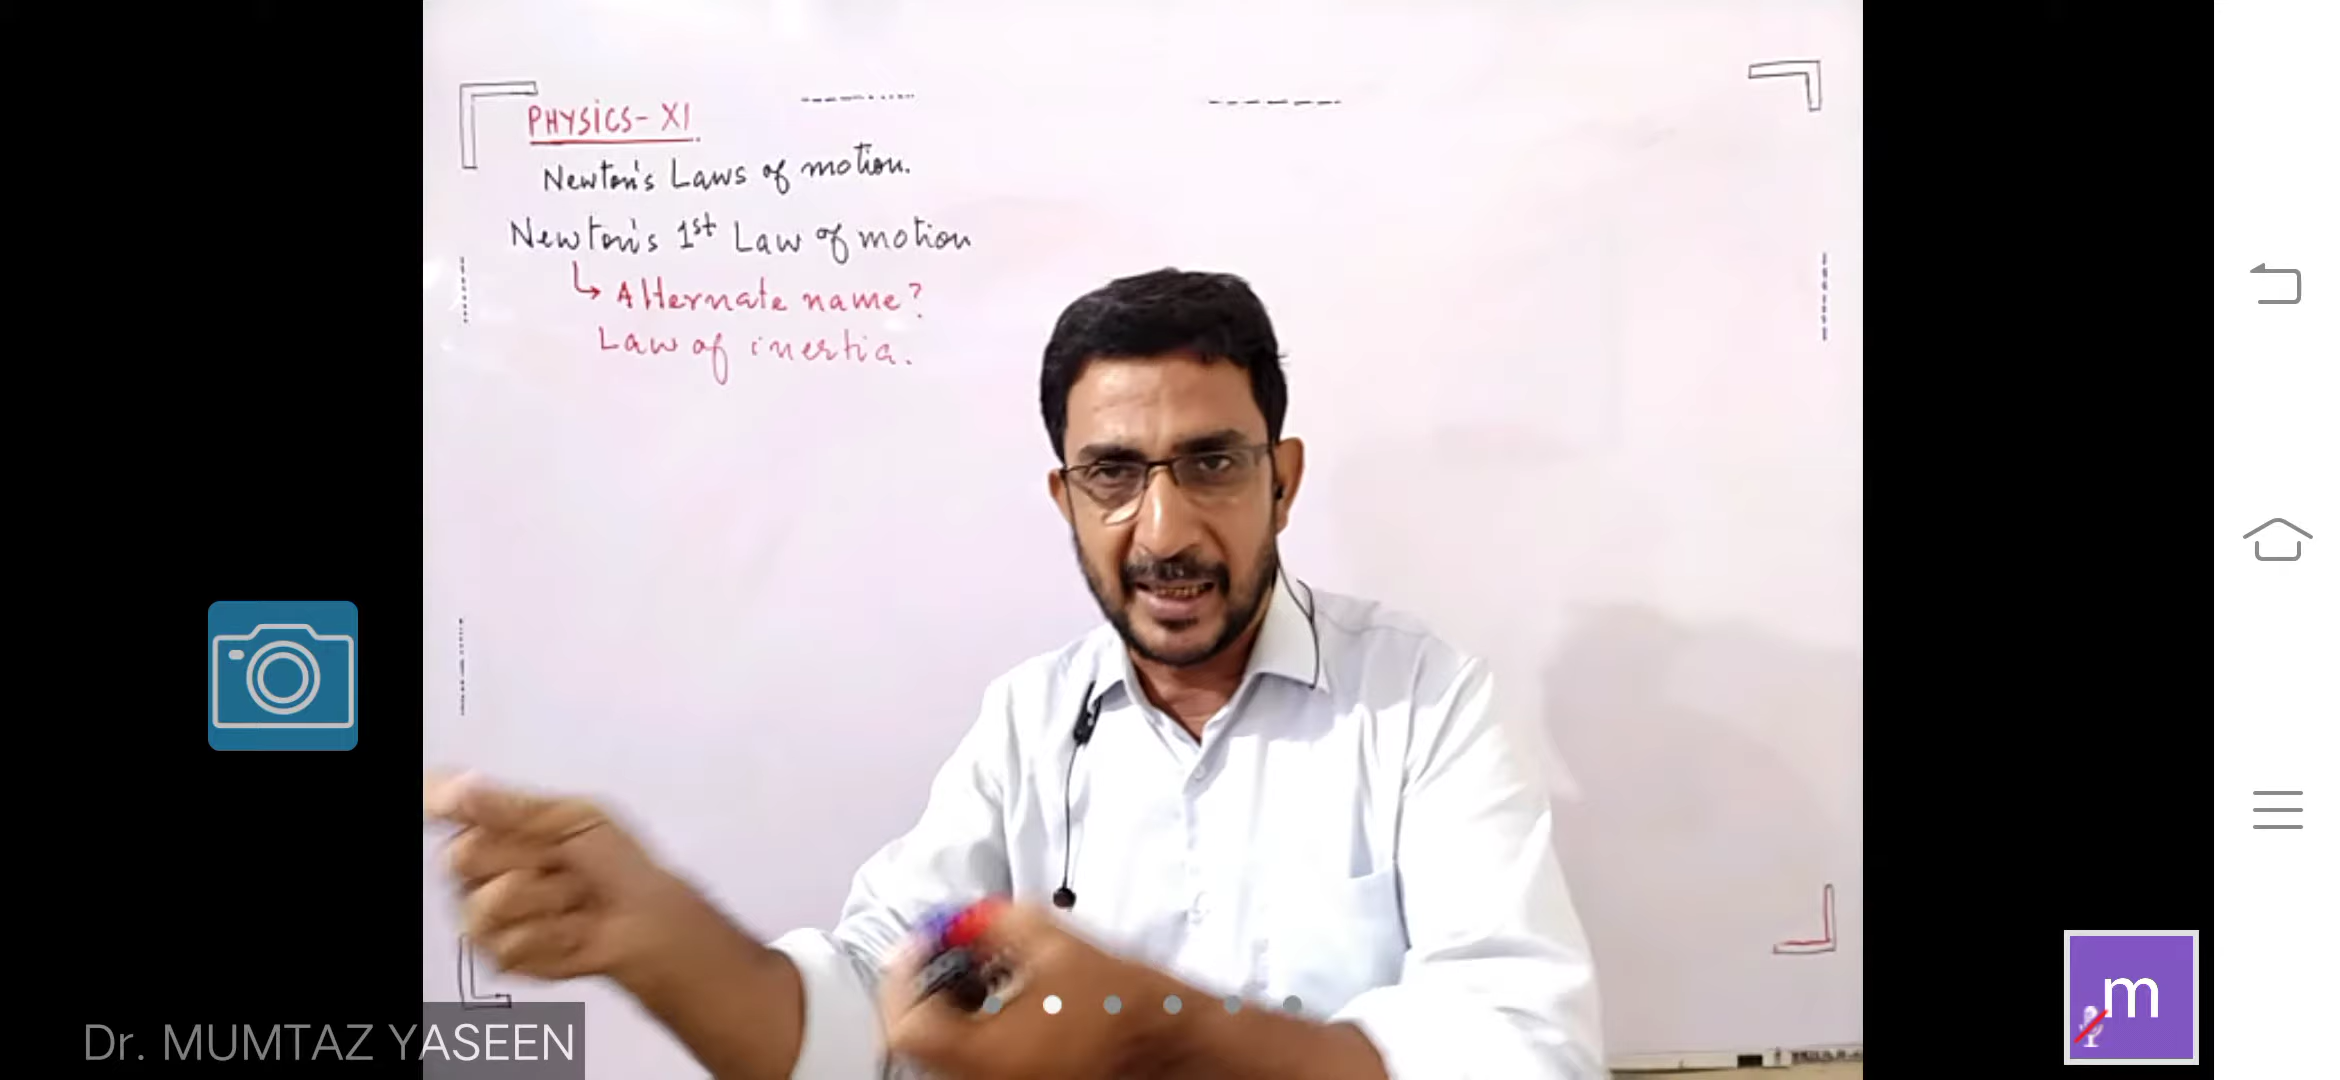 PHYSICS-XI
Newton's Laws of motion.
Newton's 1st Law of motion
↳ Alternate name?
Law of inertia.
Dr. MUMTAZ YASEEN
m